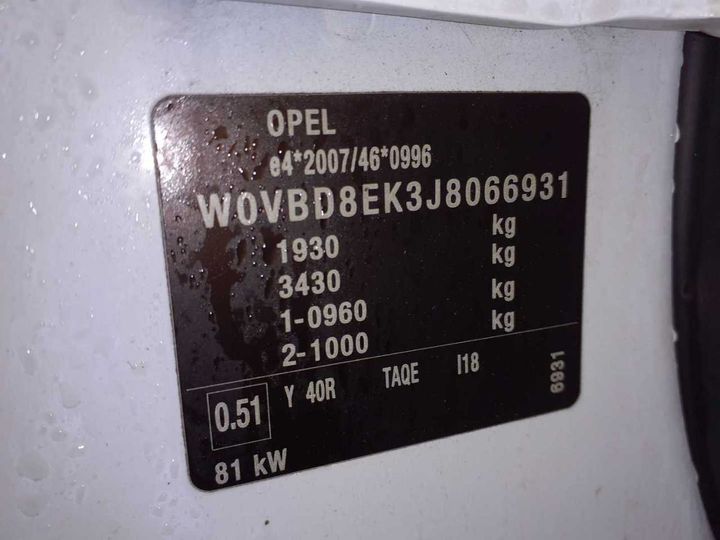 OPEL
e4*2007/46*0996
W0VBD8EK3J8066931
1930 kg
3430 kg
1-0960 kg
2-1000 kg
0.51 Y 40R TAQE I18
81 kW
6931